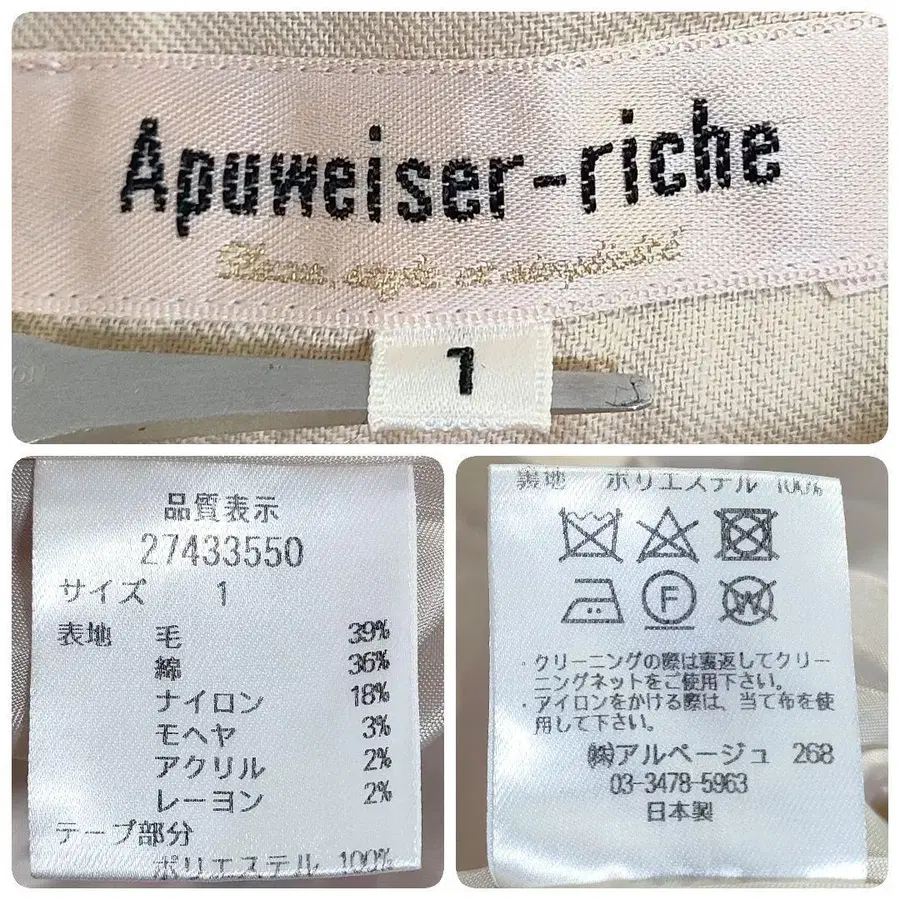 Apuweiser-riche
1
品質表示
27433550
サイズ 1
表地 毛 39%
綿 36%
ナイロン 18%
モヘヤ 3%
アクリル 2%
レーヨン 2%
テープ部分
ポリエステル 100%
裏地 ポリエステル 100%
F
W
・クリーニングの際は裏返してクリー
ニングネットをご使用下さい。
・アイロンをかける際は、当て布を使
用して下さい。
㈱アルページュ 268
03-3478-5963
日本製